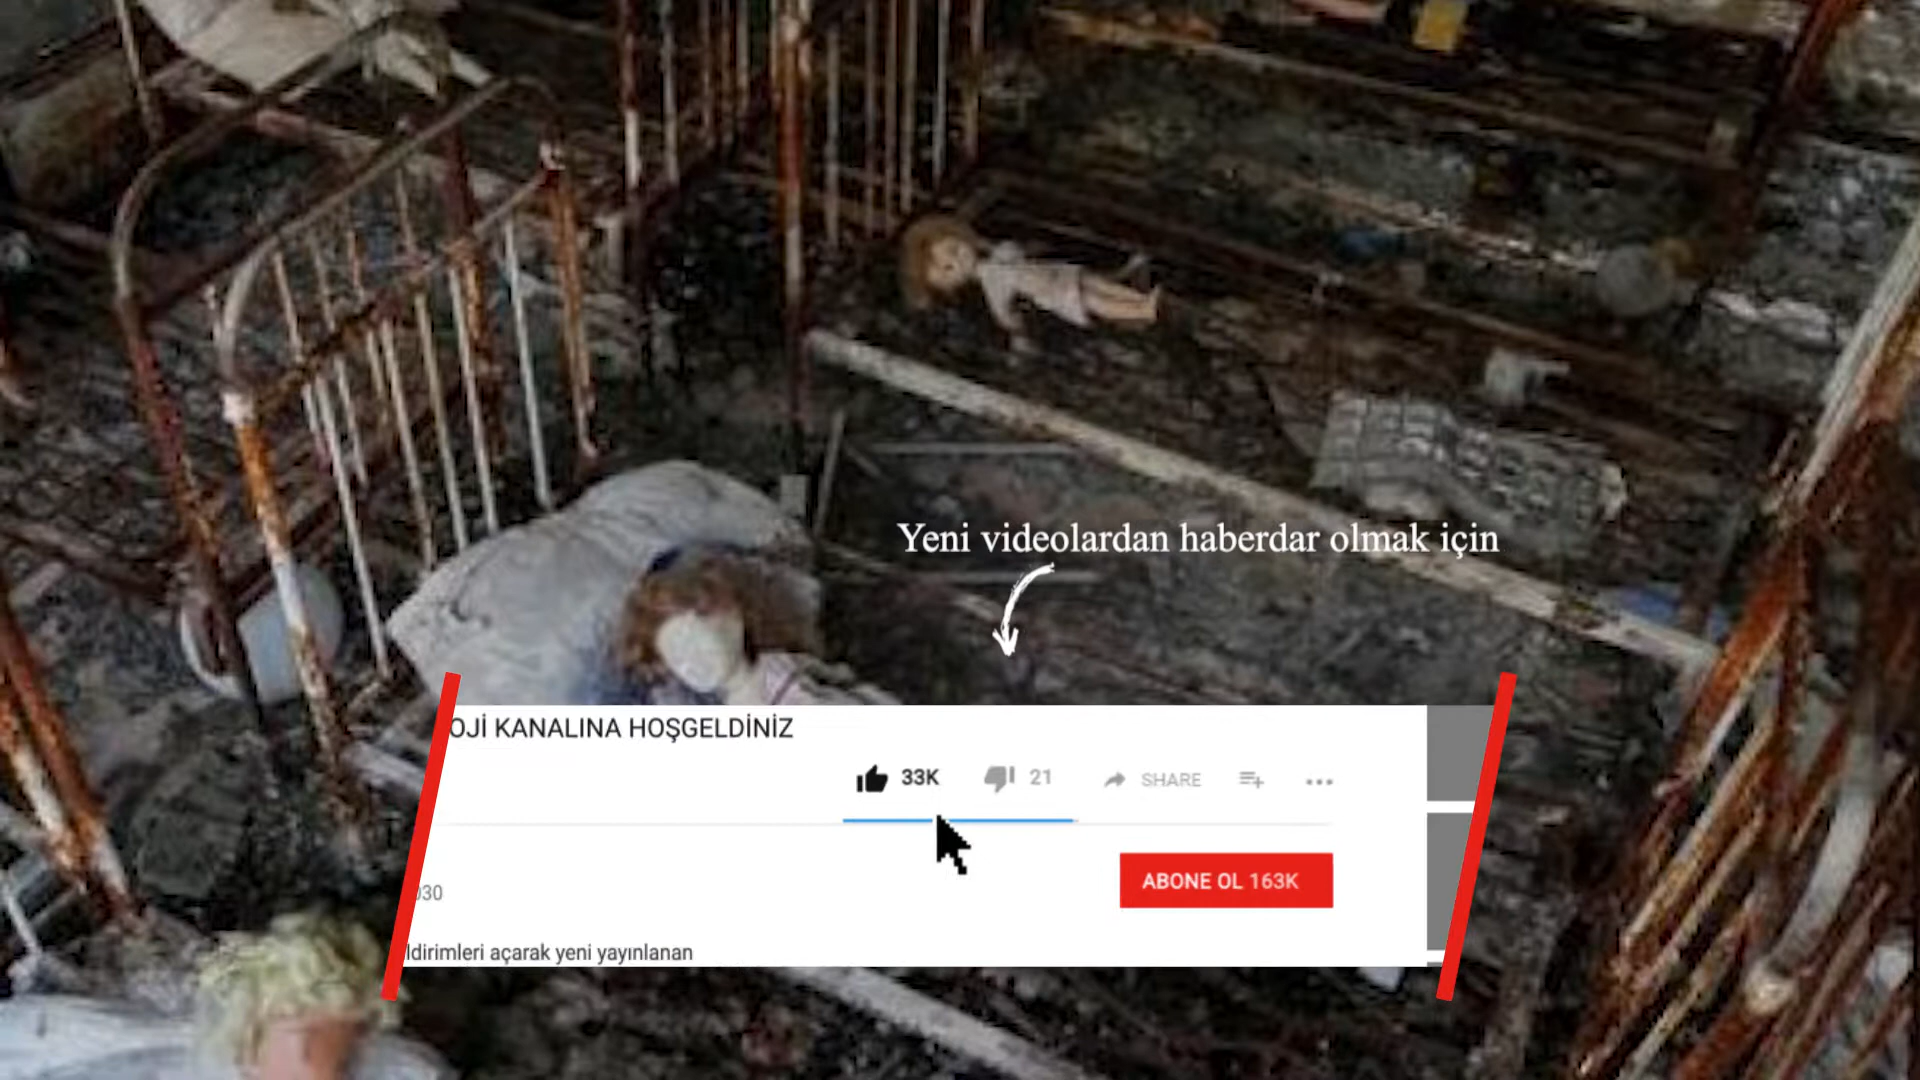 Yeni videolardan haberdar olmak için
OJİ KANALINA HOŞGELDİNİZ
33K 21 SHARE
ABONE OL 163K
030
ldirimleri açarak yeni yayınlanan